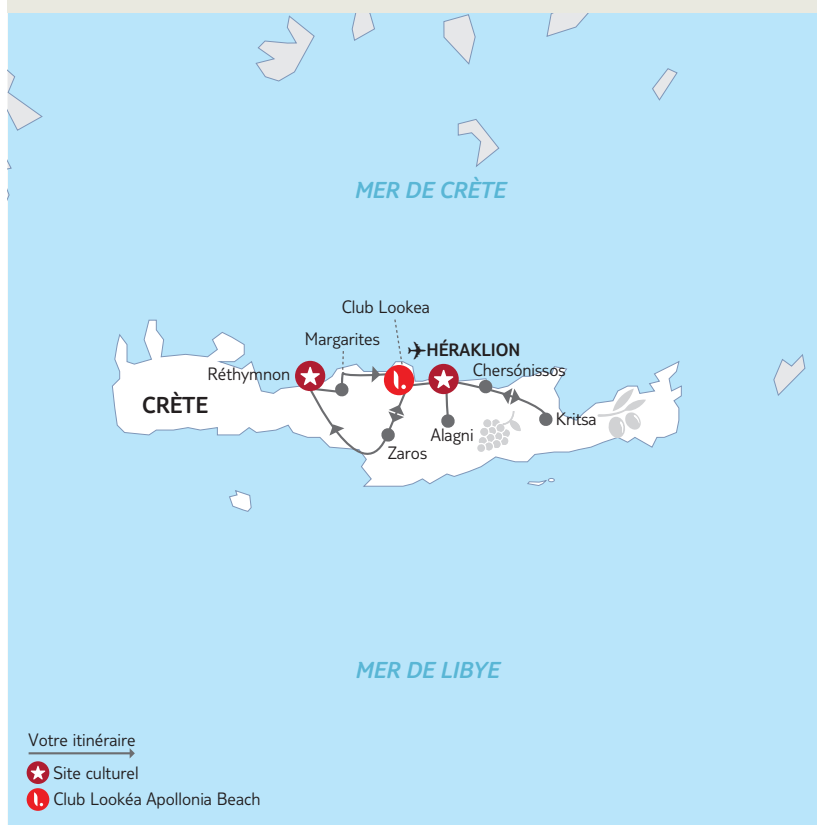 MER DE CRÈTE
Club Lookea
Margarites
HÉRAKLION
Réthymnon
Chersónissos
CRÈTE
Kritsa
Alagni
Zaros
MER DE LIBYE
Votre itinéraire
Site culturel
Club Lookéa Apollonia Beach